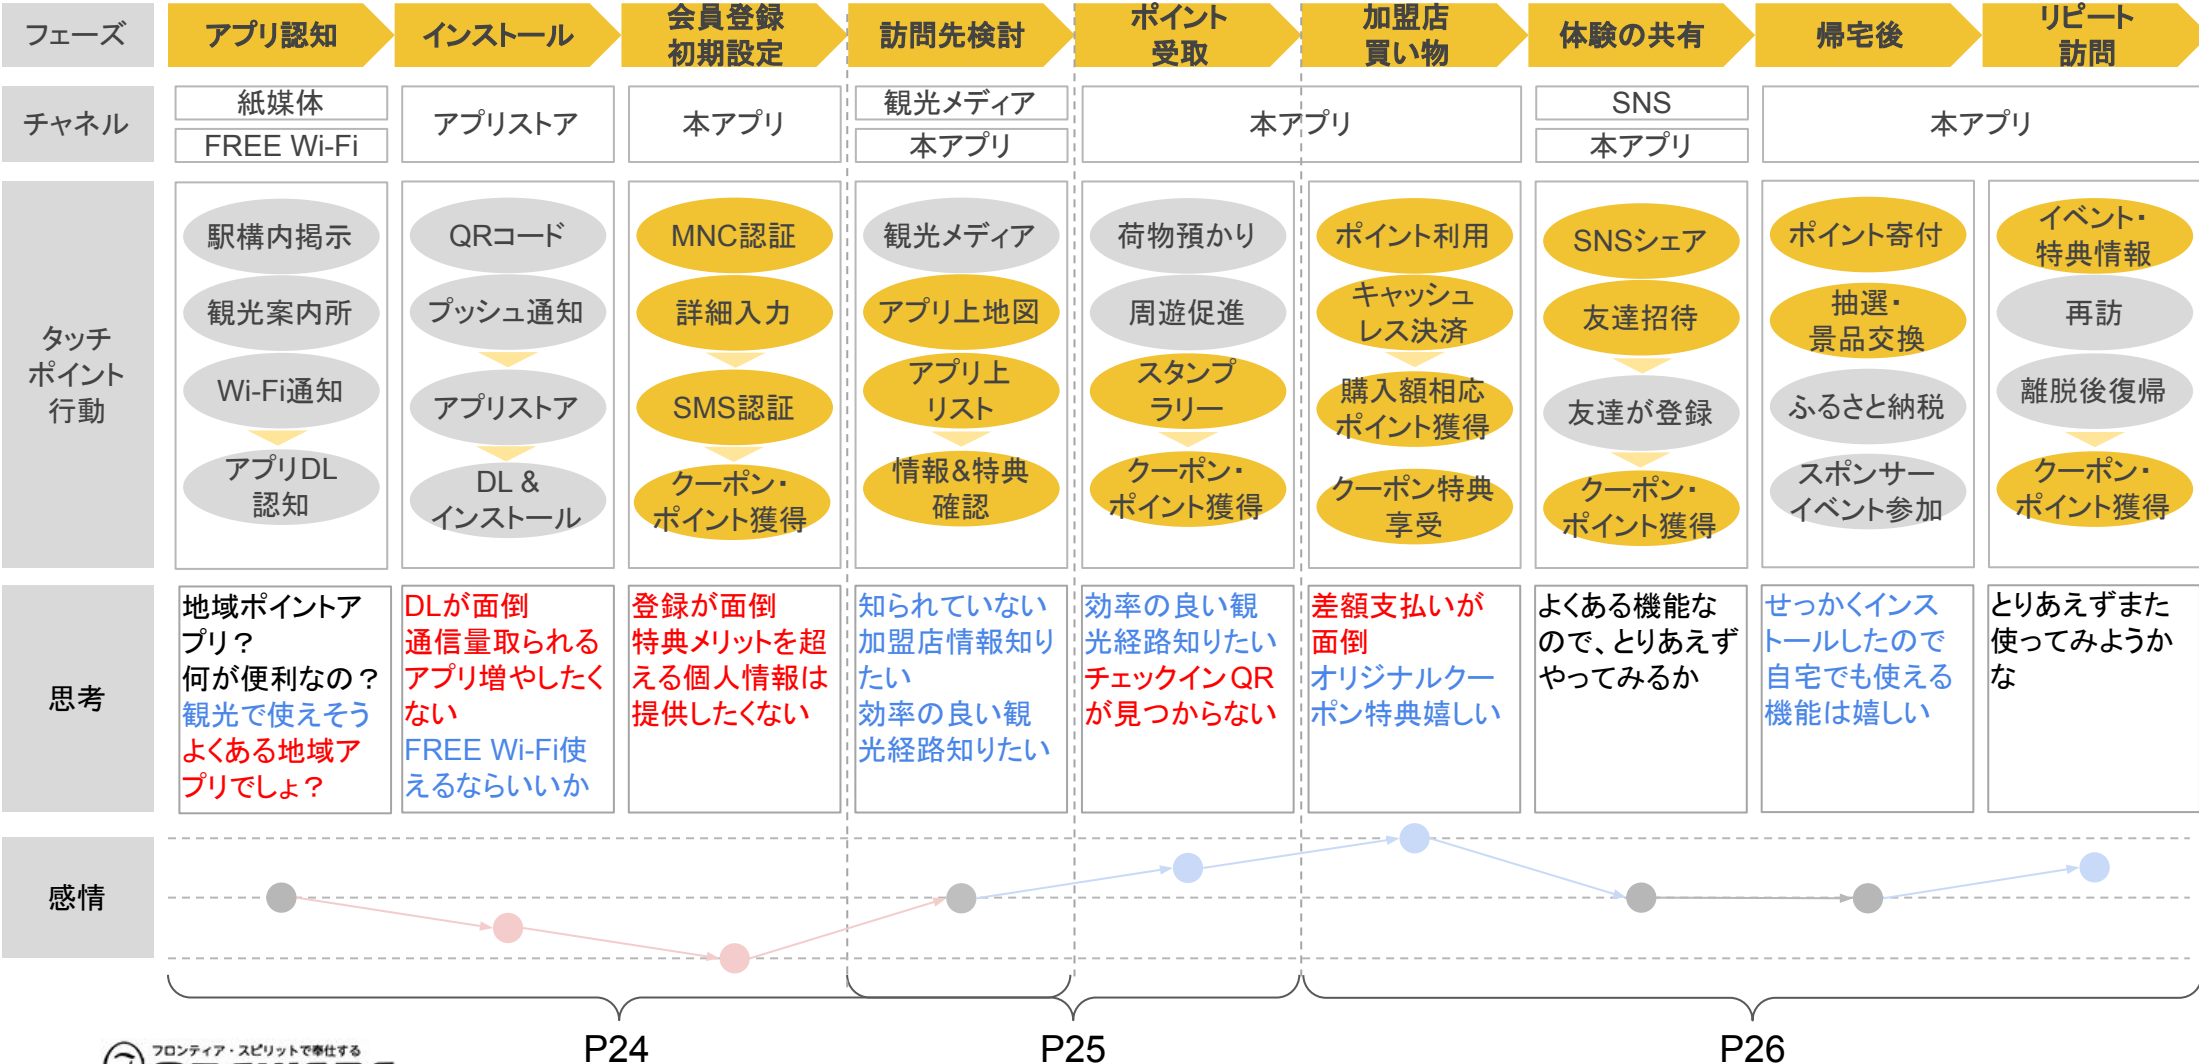 フェーズ
アプリ認知
インストール
会員登録
初期設定
訪問先検討
ポイント
受取
加盟店
買い物
体験の共有
帰宅後
リピート
訪問
チャネル
紙媒体
FREE Wi-Fi
アプリストア
本アプリ
観光メディア
本アプリ
本アプリ
SNS
本アプリ
本アプリ
タッチ
ポイント
行動
駅構内掲示
観光案内所
Wi-Fi通知
アプリDL
認知
QRコード
プッシュ通知
アプリストア
DL &
インストール
MNC認証
詳細入力
SMS認証
クーポン・
ポイント獲得
観光メディア
アプリ上地図
アプリ上
リスト
情報&特典
確認
荷物預かり
周遊促進
スタンプ
ラリー
クーポン・
ポイント獲得
ポイント利用
キャッシュ
レス決済
購入額相応
ポイント獲得
クーポン特典
享受
SNSシェア
友達招待
友達が登録
クーポン・
ポイント獲得
ポイント寄付
抽選・
景品交換
ふるさと納税
スポンサー
イベント参加
イベント・
特典情報
再訪
離脱後復帰
クーポン・
ポイント獲得
思考
地域ポイントア
プリ？
何が便利なの？
観光で使えそう
よくある地域ア
プリでしょ？
DLが面倒
通信量取られる
アプリ増やしたく
ない
FREE Wi-Fi使
えるならいいか
登録が面倒
特典メリットを超
える個人情報は
提供したくない
知られていない
加盟店情報知り
たい
効率の良い観
光経路知りたい
効率の良い観
光経路知りたい
チェックインQR
が見つからない
差額支払いが
面倒
オリジナルクー
ポン特典嬉しい
よくある機能な
ので、とりあえず
やってみるか
せっかくインス
トールしたので
自宅でも使える
機能は嬉しい
とりあえずまた
使ってみようか
な
感情
P24
P25
P26
フロンティア・スピリットで奉仕する